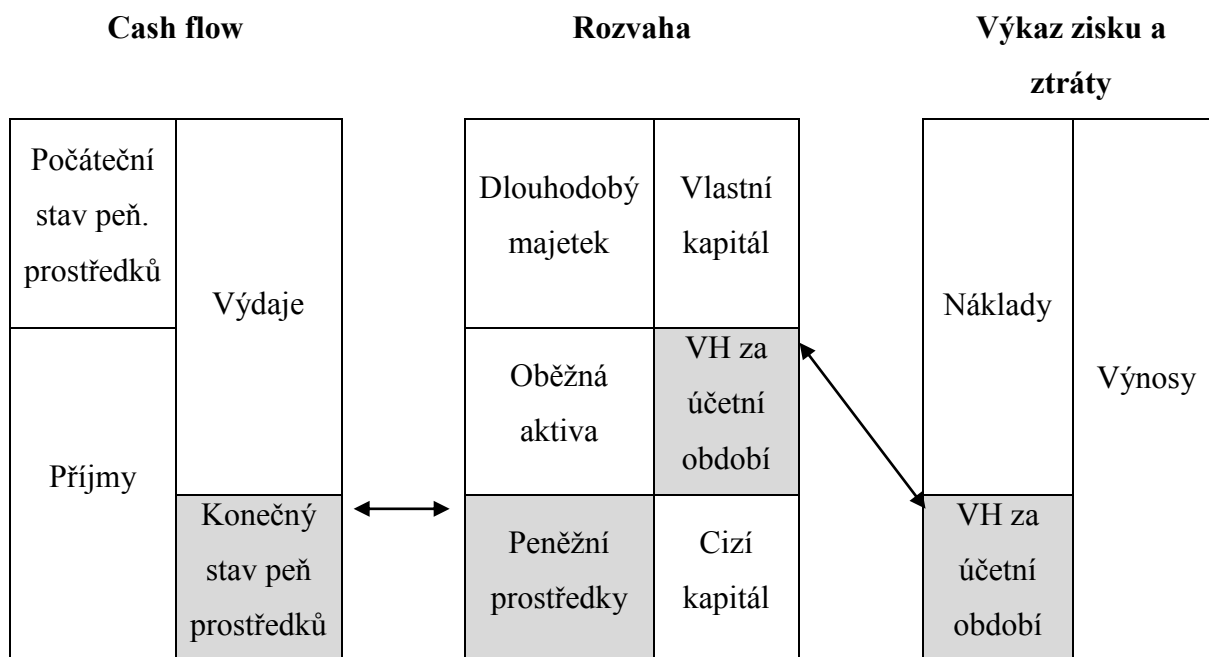 Cash flow
Rozvaha
Výkaz zisku a
ztráty
Počáteční
stav peň.
prostředků
Výdaje
Příjmy
Konečný
stav peň
prostředků
Dlouhodobý
majetek
Vlastní
kapitál
Oběžná
aktiva
VH za
účetní
období
Peněžní
prostředky
Cizí
kapitál
Náklady
Výnosy
VH za
účetní
období